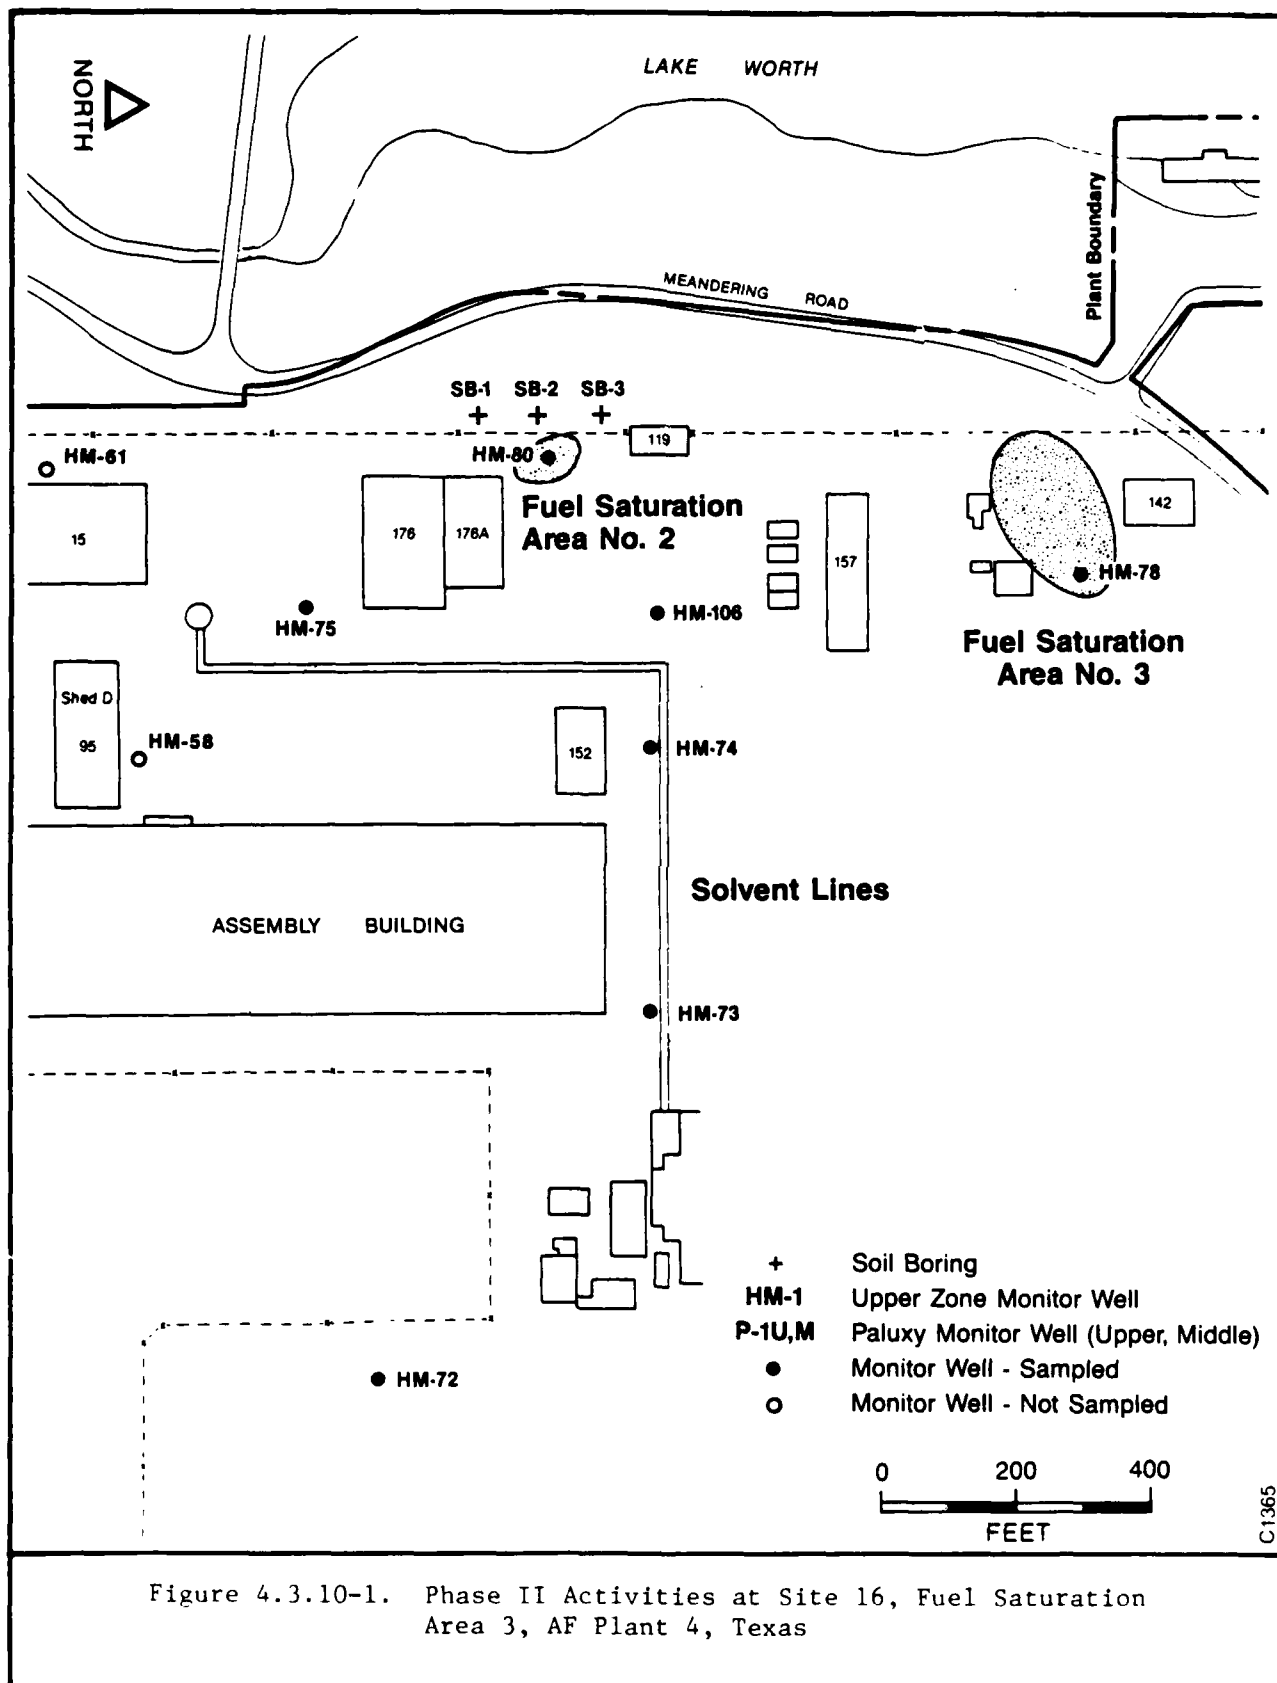 NORTH
LAKE WORTH
Plant Boundary
MEANDERING ROAD
SB-1 SB-2 SB-3
119
HM-61
HM-80
Fuel Saturation
Area No. 2
15
176
176A
157
142
HM-78
HM-75
HM-106
Fuel Saturation
Area No. 3
Shed D
95
HM-58
152
HM-74
Solvent Lines
ASSEMBLY BUILDING
HM-73
+ Soil Boring
HM-1 Upper Zone Monitor Well
P-1U,M Paluxy Monitor Well (Upper, Middle)
Monitor Well - Sampled
Monitor Well - Not Sampled
HM-72
0 200 400
FEET
C1365
Figure 4.3.10-1. Phase II Activities at Site 16, Fuel Saturation
Area 3, AF Plant 4, Texas